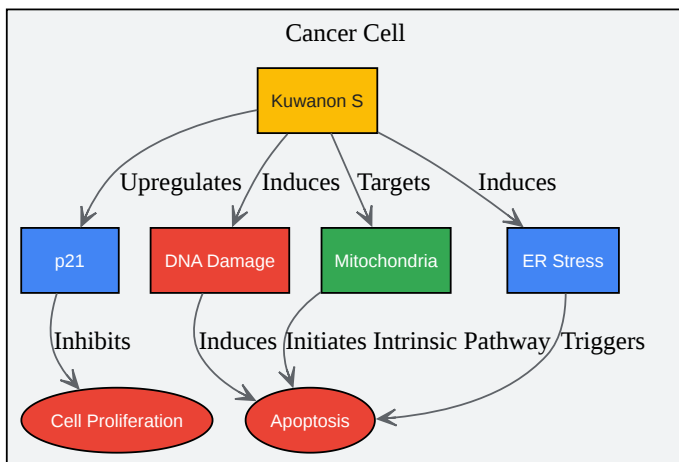 Cancer Cell
Kuwanon S
Upregulates
Induces
Targets
Induces
p21
DNA Damage
Mitochondria
ER Stress
Inhibits
Induces
Initiates Intrinsic Pathway
Triggers
Cell Proliferation
Apoptosis